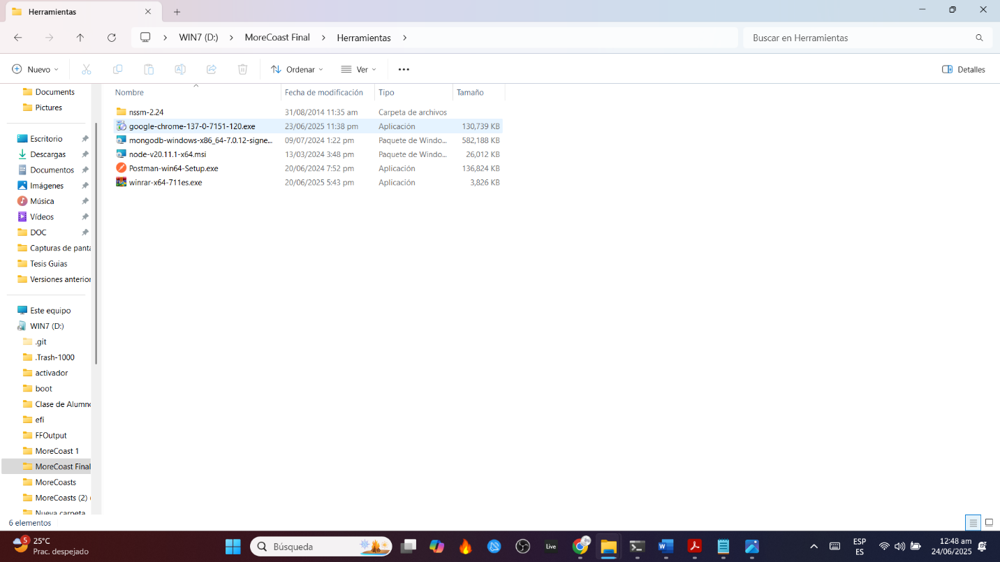 Herramientas
WIN7 (D:) MoreCoast Final Herramientas
Buscar en Herramientas
Nuevo Ordenar Ver Detalles
Documents
Pictures
Escritorio
Descargas
Documentos
Imágenes
Música
Vídeos
DOC
Capturas de panta
Tesis Guias
Versiones anterior
Este equipo
WIN7 (D:)
.git
.Trash-1000
activador
boot
Clase de Alumno
efi
FFOutput
MoreCoast 1
MoreCoast Final
MoreCoasts
MoreCoasts (2)
Nueva carpeta
Nombre Fecha de modificación Tipo Tamaño
nssm-2.24 31/08/2014 11:35 am Carpeta de archivos
google-chrome-137-0-7151-120.exe 23/06/2025 11:38 pm Aplicación 130,739 KB
mongodb-windows-x86_64-7.0.12-signe... 09/07/2024 1:22 pm Paquete de Windo... 582,188 KB
node-v20.11.1-x64.msi 13/03/2024 3:48 pm Paquete de Windo... 26,012 KB
Postman-win64-Setup.exe 20/06/2024 7:52 pm Aplicación 136,824 KB
winrar-x64-711es.exe 20/06/2025 5:43 pm Aplicación 3,826 KB
6 elementos
5 25°C
Prac. despejado
Búsqueda
Live
ESP
ES
12:48 am
24/06/2025